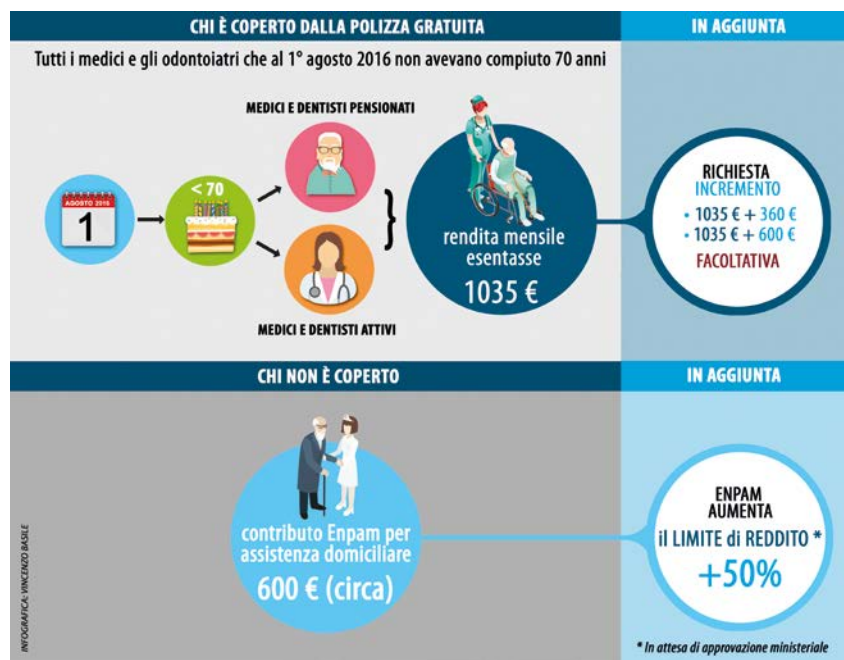 CHI È COPERTO DALLA POLIZZA GRATUITA
IN AGGIUNTA
Tutti i medici e gli odontoiatri che al 1° agosto 2016 non avevano compiuto 70 anni
MEDICI E DENTISTI PENSIONATI
AGOSTO 2016
1
< 70
MEDICI E DENTISTI ATTIVI
rendita mensile
esentasse
1035 €
RICHIESTA
INCREMENTO
• 1035 € + 360 €
• 1035 € + 600 €
FACOLTATIVA
CHI NON È COPERTO
IN AGGIUNTA
contributo Enpam per
assistenza domiciliare
600 € (circa)
ENPAM
AUMENTA
il LIMITE di REDDITO *
+50%
* In attesa di approvazione ministeriale
INFOGRAFICA: VINCENZO BASILE